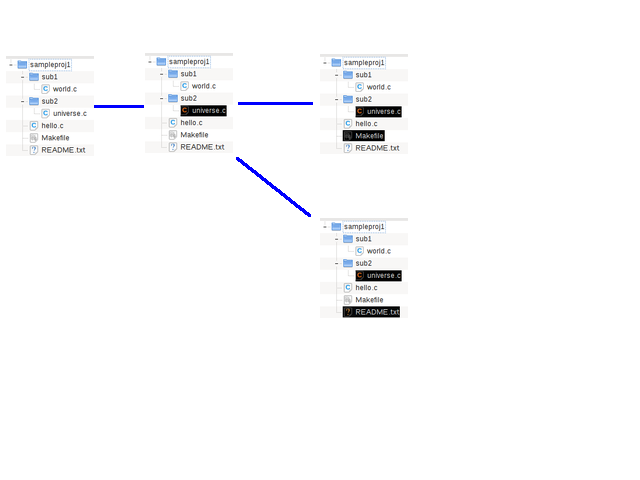 sampleproj1
sub1
world.c
sub2
universe.c
hello.c
Makefile
README.txt
sampleproj1
sub1
world.c
sub2
universe.c
hello.c
Makefile
README.txt
sampleproj1
sub1
world.c
sub2
universe.c
hello.c
Makefile
README.txt
sampleproj1
sub1
world.c
sub2
universe.c
hello.c
Makefile
README.txt